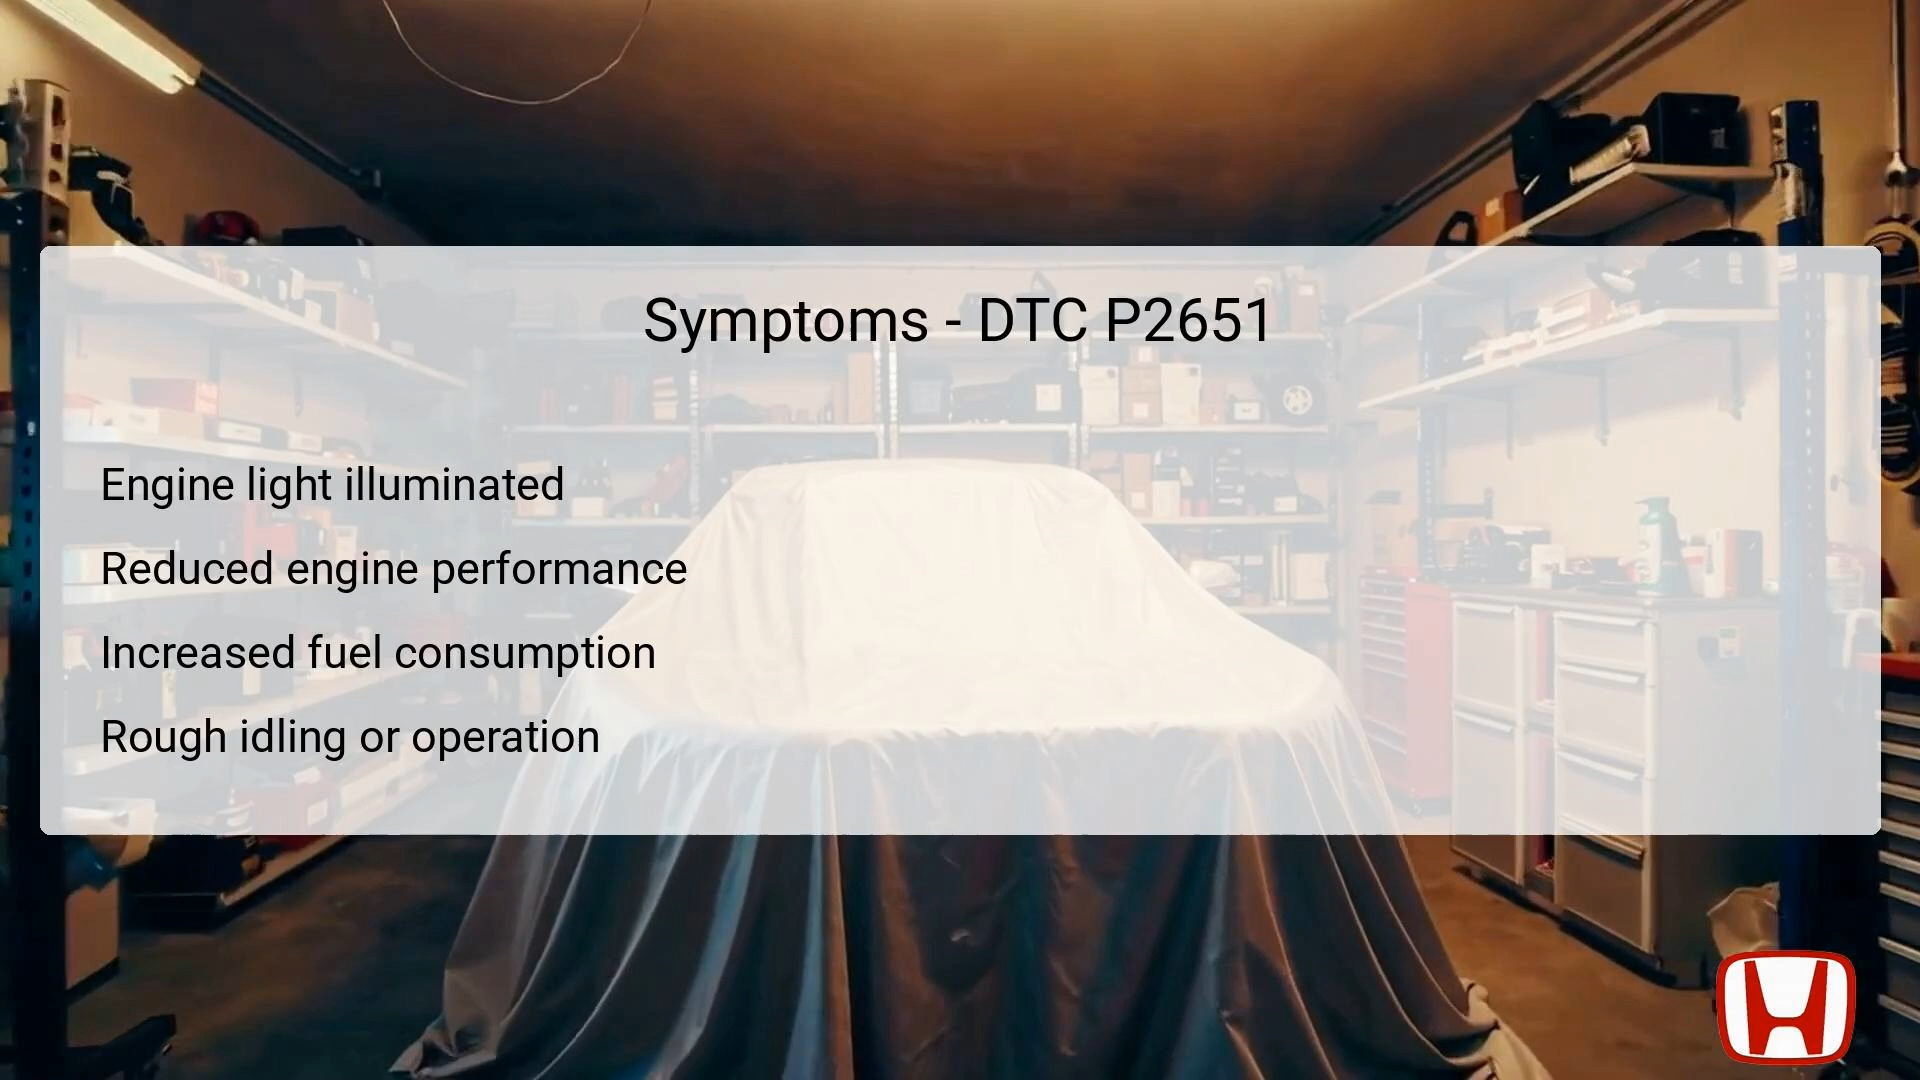 Symptoms - DTC P2651
Engine light illuminated
Reduced engine performance
Increased fuel consumption
Rough idling or operation